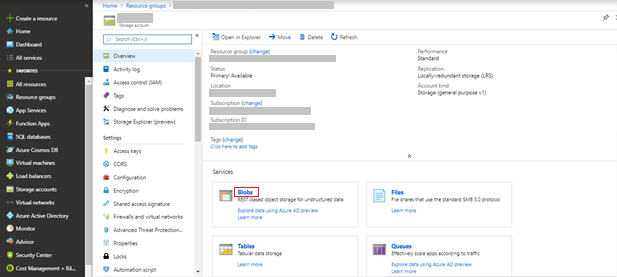 Home > Resource groups >
Create a resource
Home
Dashboard
All services
FAVORITES
All resources
Resource groups
App Services
Function Apps
SQL databases
Azure Cosmos DB
Virtual machines
Load balancers
Storage accounts
Virtual networks
Azure Active Directory
Monitor
Advisor
Security Center
Cost Management + Bil...
Storage account
Search (Ctrl+/)
Overview
Activity log
Access control (IAM)
Tags
Diagnose and solve problems
Storage Explorer (preview)
Settings
Access keys
CORS
Configuration
Encryption
Shared access signature
Firewalls and virtual networks
Advanced Threat Protection...
Properties
Locks
Automation script
Open in Explorer Move Delete Refresh
Resource group (change)
Status
Primary: Available
Location
Subscription (change)
Subscription ID
Tags (change)
Click here to add tags
Performance
Standard
Replication
Locally-redundant storage (LRS)
Account kind
Storage (general purpose v1)
Services
Blobs
REST-based object storage for unstructured data
Explore data using Azure AD preview
Learn more
Files
File shares that use the standard SMB 3.0 protocol
Learn more
Tables
Tabular data storage
Queues
Effectively scale apps according to traffic
Explore data using Azure AD preview
Learn more